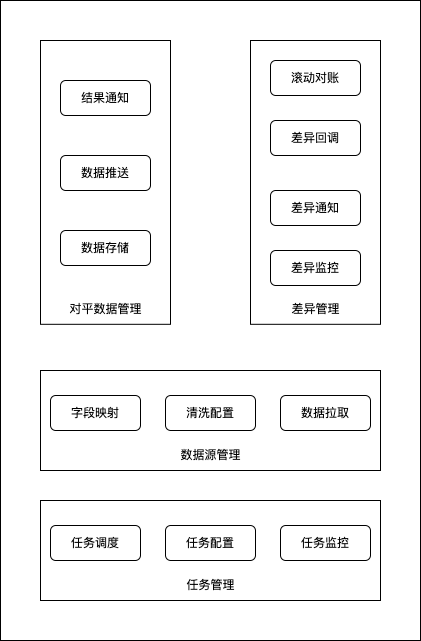 结果通知
数据推送
数据存储
对平数据管理
滚动对账
差异回调
差异通知
差异监控
差异管理
字段映射
清洗配置
数据拉取
数据源管理
任务调度
任务配置
任务监控
任务管理